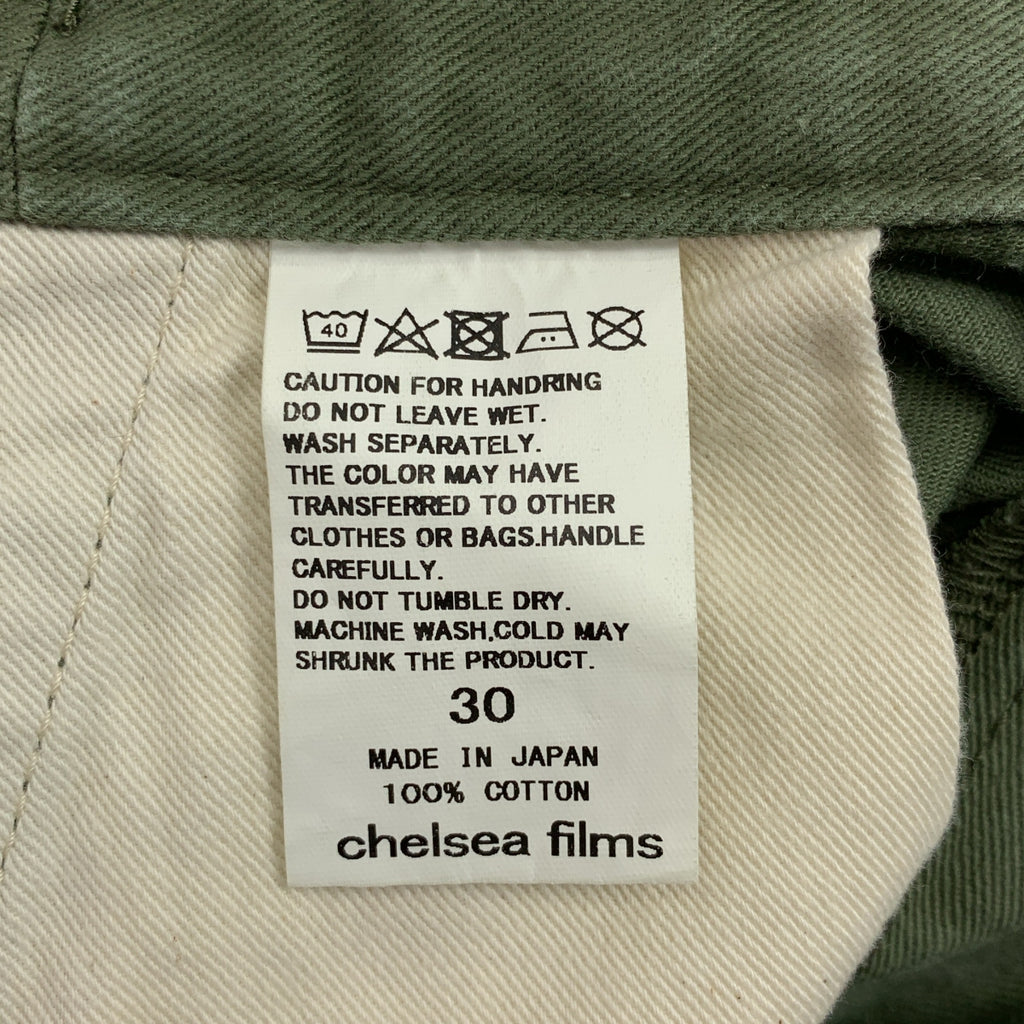 40
CAUTION FOR HANDRING
DO NOT LEAVE WET.
WASH SEPARATELY.
THE COLOR MAY HAVE
TRANSFERRED TO OTHER
CLOTHES OR BAGS.HANDLE
CAREFULLY.
DO NOT TUMBLE DRY.
MACHINE WASH,COLD MAY
SHRUNK THE PRODUCT.
30
MADE IN JAPAN
100% COTTON
chelsea films